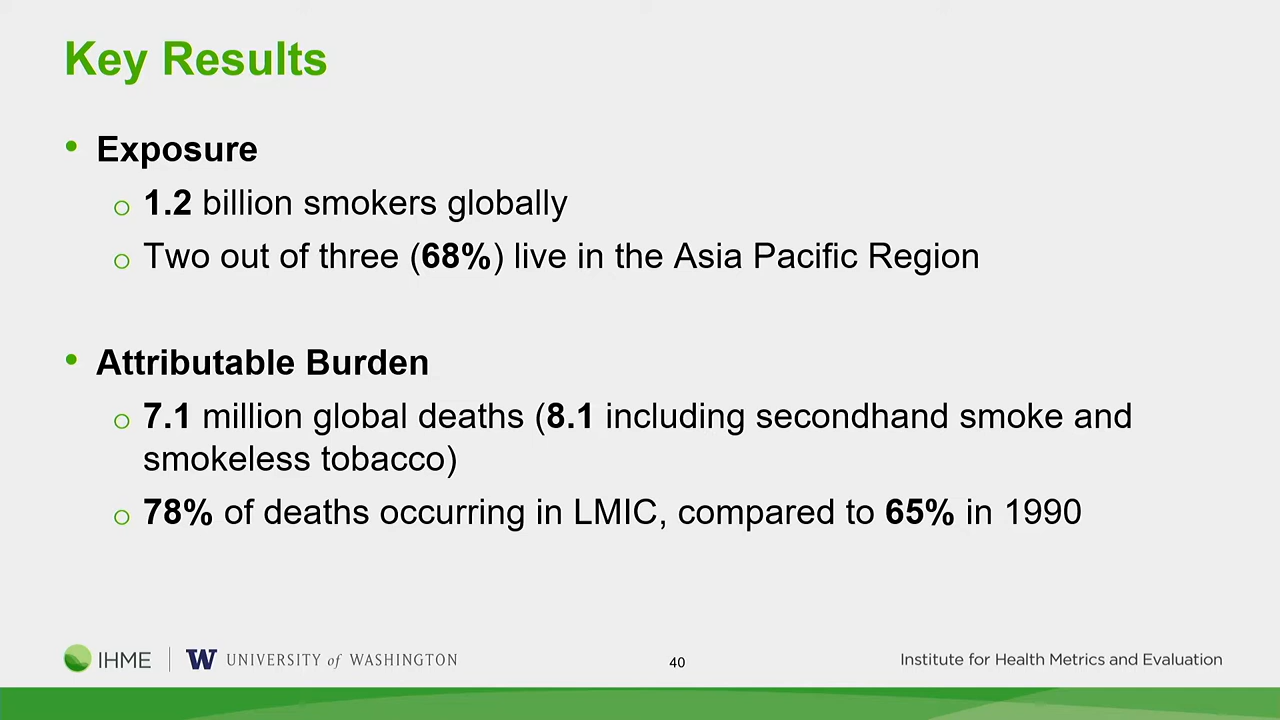 Key Results
• Exposure
o 1.2 billion smokers globally
o Two out of three (68%) live in the Asia Pacific Region
• Attributable Burden
o 7.1 million global deaths (8.1 including secondhand smoke and
smokeless tobacco)
o 78% of deaths occurring in LMIC, compared to 65% in 1990
IHME | W UNIVERSITY of WASHINGTON
40
Institute for Health Metrics and Evaluation